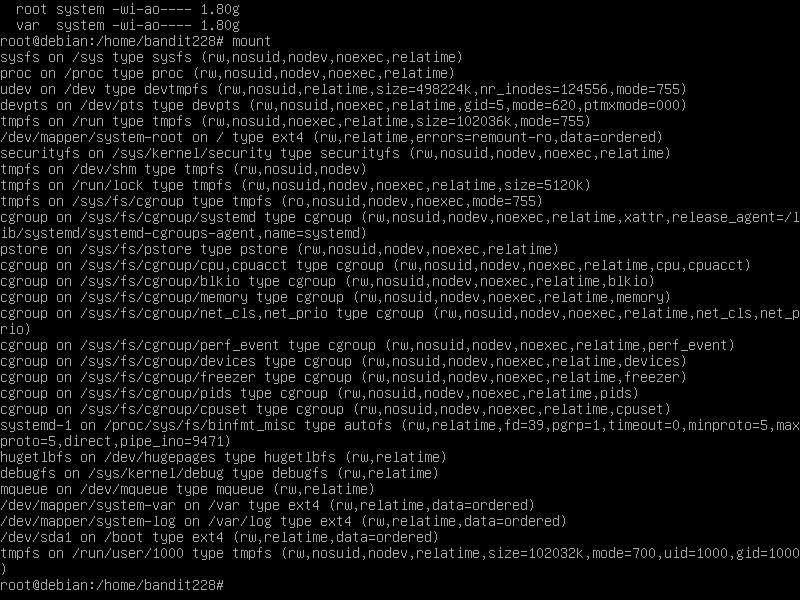 root system -wi-ao---- 1.80g
  var  system -wi-ao---- 1.80g
root@debian:/home/bandit228# mount
sysfs on /sys type sysfs (rw,nosuid,nodev,noexec,relatime)
proc on /proc type proc (rw,nosuid,nodev,noexec,relatime)
udev on /dev type devtmpfs (rw,nosuid,relatime,size=498224k,nr_inodes=124556,mode=755)
devpts on /dev/pts type devpts (rw,nosuid,noexec,relatime,gid=5,mode=620,ptmxmode=000)
tmpfs on /run type tmpfs (rw,nosuid,noexec,relatime,size=102036k,mode=755)
/dev/mapper/system-root on / type ext4 (rw,relatime,errors=remount-ro,data=ordered)
securityfs on /sys/kernel/security type securityfs (rw,nosuid,nodev,noexec,relatime)
tmpfs on /dev/shm type tmpfs (rw,nosuid,nodev)
tmpfs on /run/lock type tmpfs (rw,nosuid,nodev,noexec,relatime,size=5120k)
tmpfs on /sys/fs/cgroup type tmpfs (ro,nosuid,nodev,noexec,mode=755)
cgroup on /sys/fs/cgroup/systemd type cgroup (rw,nosuid,nodev,noexec,relatime,xattr,release_agent=/l
ib/systemd/systemd-cgroups-agent,name=systemd)
pstore on /sys/fs/pstore type pstore (rw,nosuid,nodev,noexec,relatime)
cgroup on /sys/fs/cgroup/cpu,cpuacct type cgroup (rw,nosuid,nodev,noexec,relatime,cpu,cpuacct)
cgroup on /sys/fs/cgroup/blkio type cgroup (rw,nosuid,nodev,noexec,relatime,blkio)
cgroup on /sys/fs/cgroup/memory type cgroup (rw,nosuid,nodev,noexec,relatime,memory)
cgroup on /sys/fs/cgroup/net_cls,net_prio type cgroup (rw,nosuid,nodev,noexec,relatime,net_cls,net_p
rio)
cgroup on /sys/fs/cgroup/perf_event type cgroup (rw,nosuid,nodev,noexec,relatime,perf_event)
cgroup on /sys/fs/cgroup/devices type cgroup (rw,nosuid,nodev,noexec,relatime,devices)
cgroup on /sys/fs/cgroup/freezer type cgroup (rw,nosuid,nodev,noexec,relatime,freezer)
cgroup on /sys/fs/cgroup/pids type cgroup (rw,nosuid,nodev,noexec,relatime,pids)
cgroup on /sys/fs/cgroup/cpuset type cgroup (rw,nosuid,nodev,noexec,relatime,cpuset)
systemd-1 on /proc/sys/fs/binfmt_misc type autofs (rw,relatime,fd=39,pgrp=1,timeout=0,minproto=5,max
proto=5,direct,pipe_ino=9471)
hugetlbfs on /dev/hugepages type hugetlbfs (rw,relatime)
debugfs on /sys/kernel/debug type debugfs (rw,relatime)
mqueue on /dev/mqueue type mqueue (rw,relatime)
/dev/mapper/system-var on /var type ext4 (rw,relatime,data=ordered)
/dev/mapper/system-log on /var/log type ext4 (rw,relatime,data=ordered)
/dev/sda1 on /boot type ext4 (rw,relatime,data=ordered)
tmpfs on /run/user/1000 type tmpfs (rw,nosuid,nodev,relatime,size=102032k,mode=700,uid=1000,gid=1000
)
root@debian:/home/bandit228#